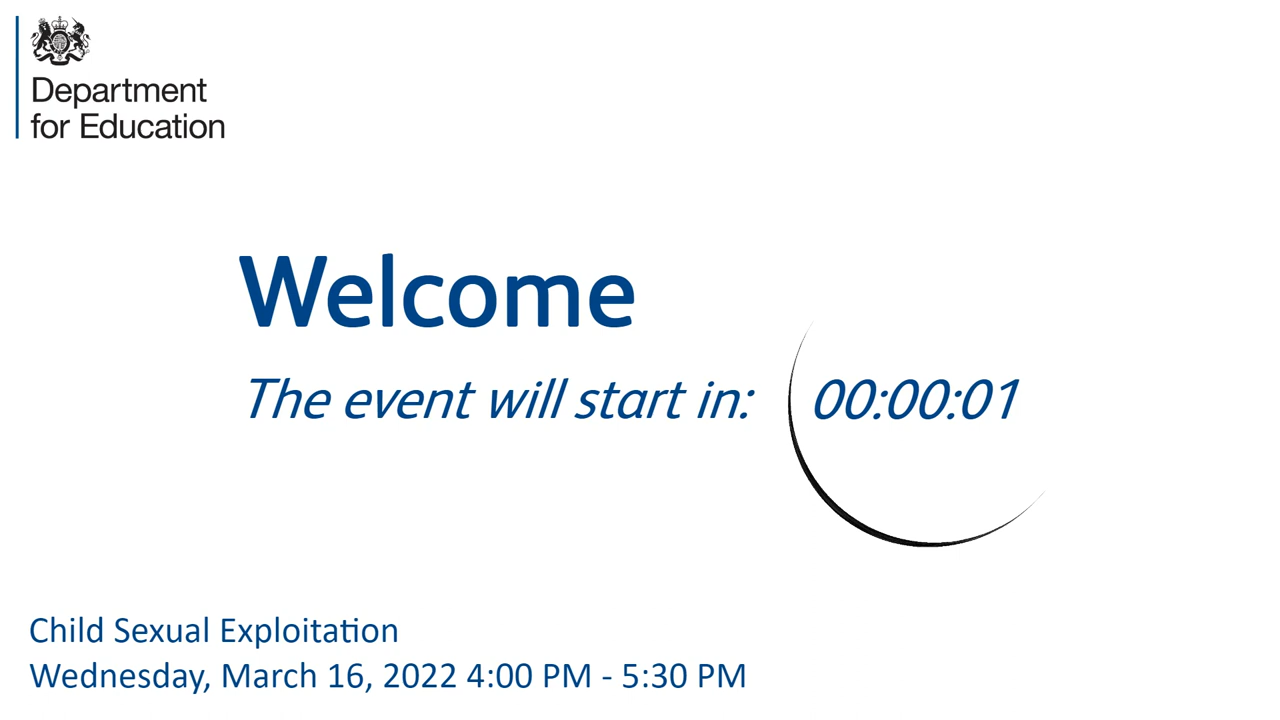 Department
for Education
Welcome
The event will start in: 00:00:01
Child Sexual Exploitation
Wednesday, March 16, 2022 4:00 PM - 5:30 PM